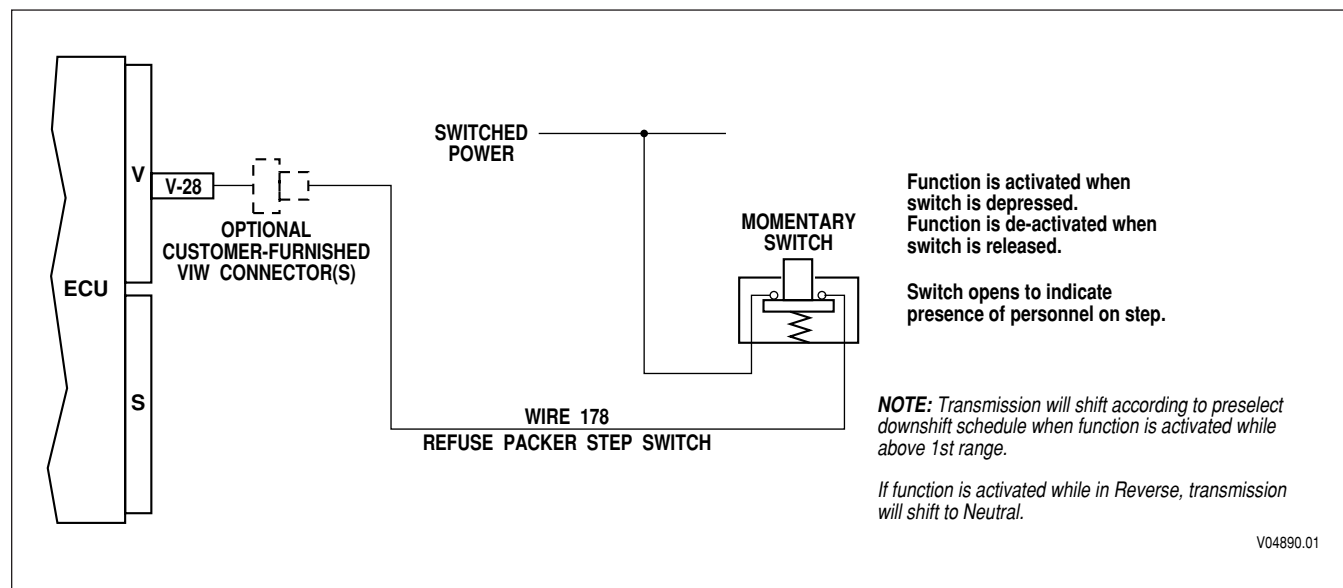 ECU
V
S
V-28
OPTIONAL
CUSTOMER-FURNISHED
VIW CONNECTOR(S)
SWITCHED
POWER
MOMENTARY
SWITCH
WIRE 178
REFUSE PACKER STEP SWITCH
Function is activated when
switch is depressed.
Function is de-activated when
switch is released.
Switch opens to indicate
presence of personnel on step.
NOTE: Transmission will shift according to preselect
downshift schedule when function is activated while
above 1st range.
If function is activated while in Reverse, transmission
will shift to Neutral.
V04890.01